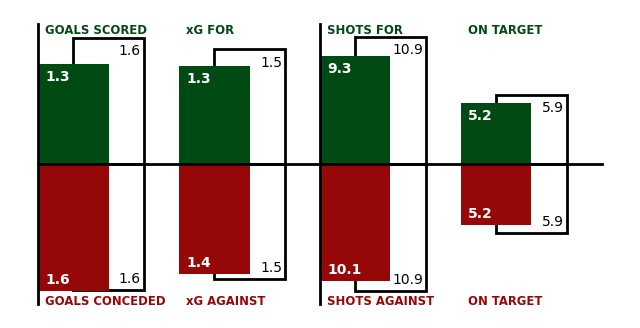 GOALS SCORED xG FOR SHOTS FOR ON TARGET
1.6 1.5 10.9 5.9
1.3 1.3 9.3 5.2
1.6 1.4 10.1 5.2
1.6 1.5 10.9 5.9
GOALS CONCEDED xG AGAINST SHOTS AGAINST ON TARGET